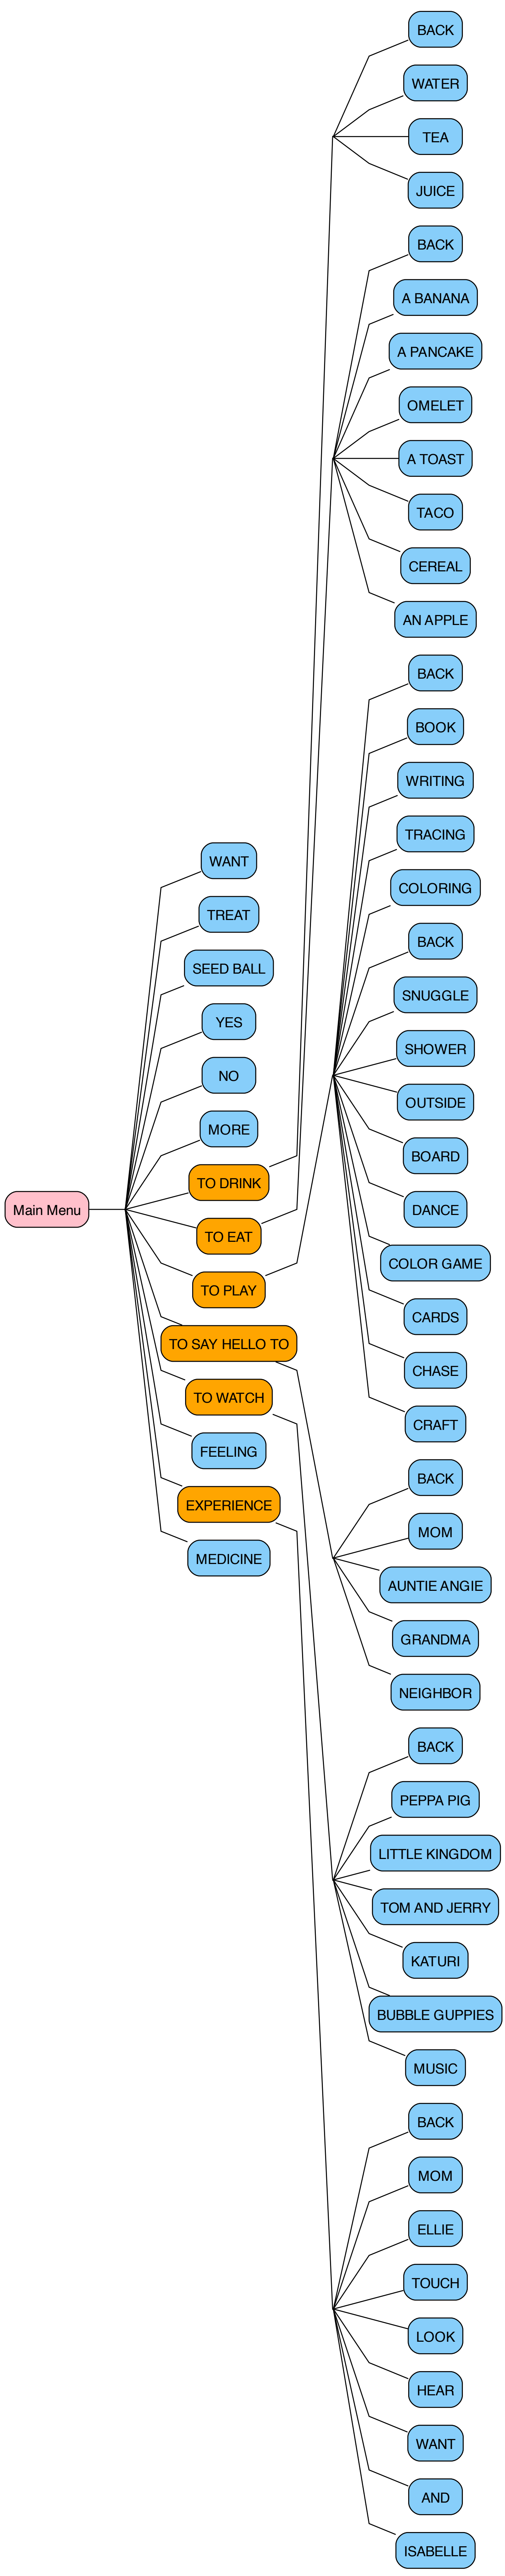 Main Menu
WANT
TREAT
SEED BALL
YES
NO
MORE
TO DRINK
TO EAT
TO PLAY
TO SAY HELLO TO
TO WATCH
FEELING
EXPERIENCE
MEDICINE
BACK
WATER
TEA
JUICE
BACK
A BANANA
A PANCAKE
OMELET
A TOAST
TACO
CEREAL
AN APPLE
BACK
BOOK
WRITING
TRACING
COLORING
BACK
SNUGGLE
SHOWER
OUTSIDE
BOARD
DANCE
COLOR GAME
CARDS
CHASE
CRAFT
BACK
MOM
AUNTIE ANGIE
GRANDMA
NEIGHBOR
BACK
PEPPA PIG
LITTLE KINGDOM
TOM AND JERRY
KATURI
BUBBLE GUPPIES
MUSIC
BACK
MOM
ELLIE
TOUCH
LOOK
HEAR
WANT
AND
ISABELLE